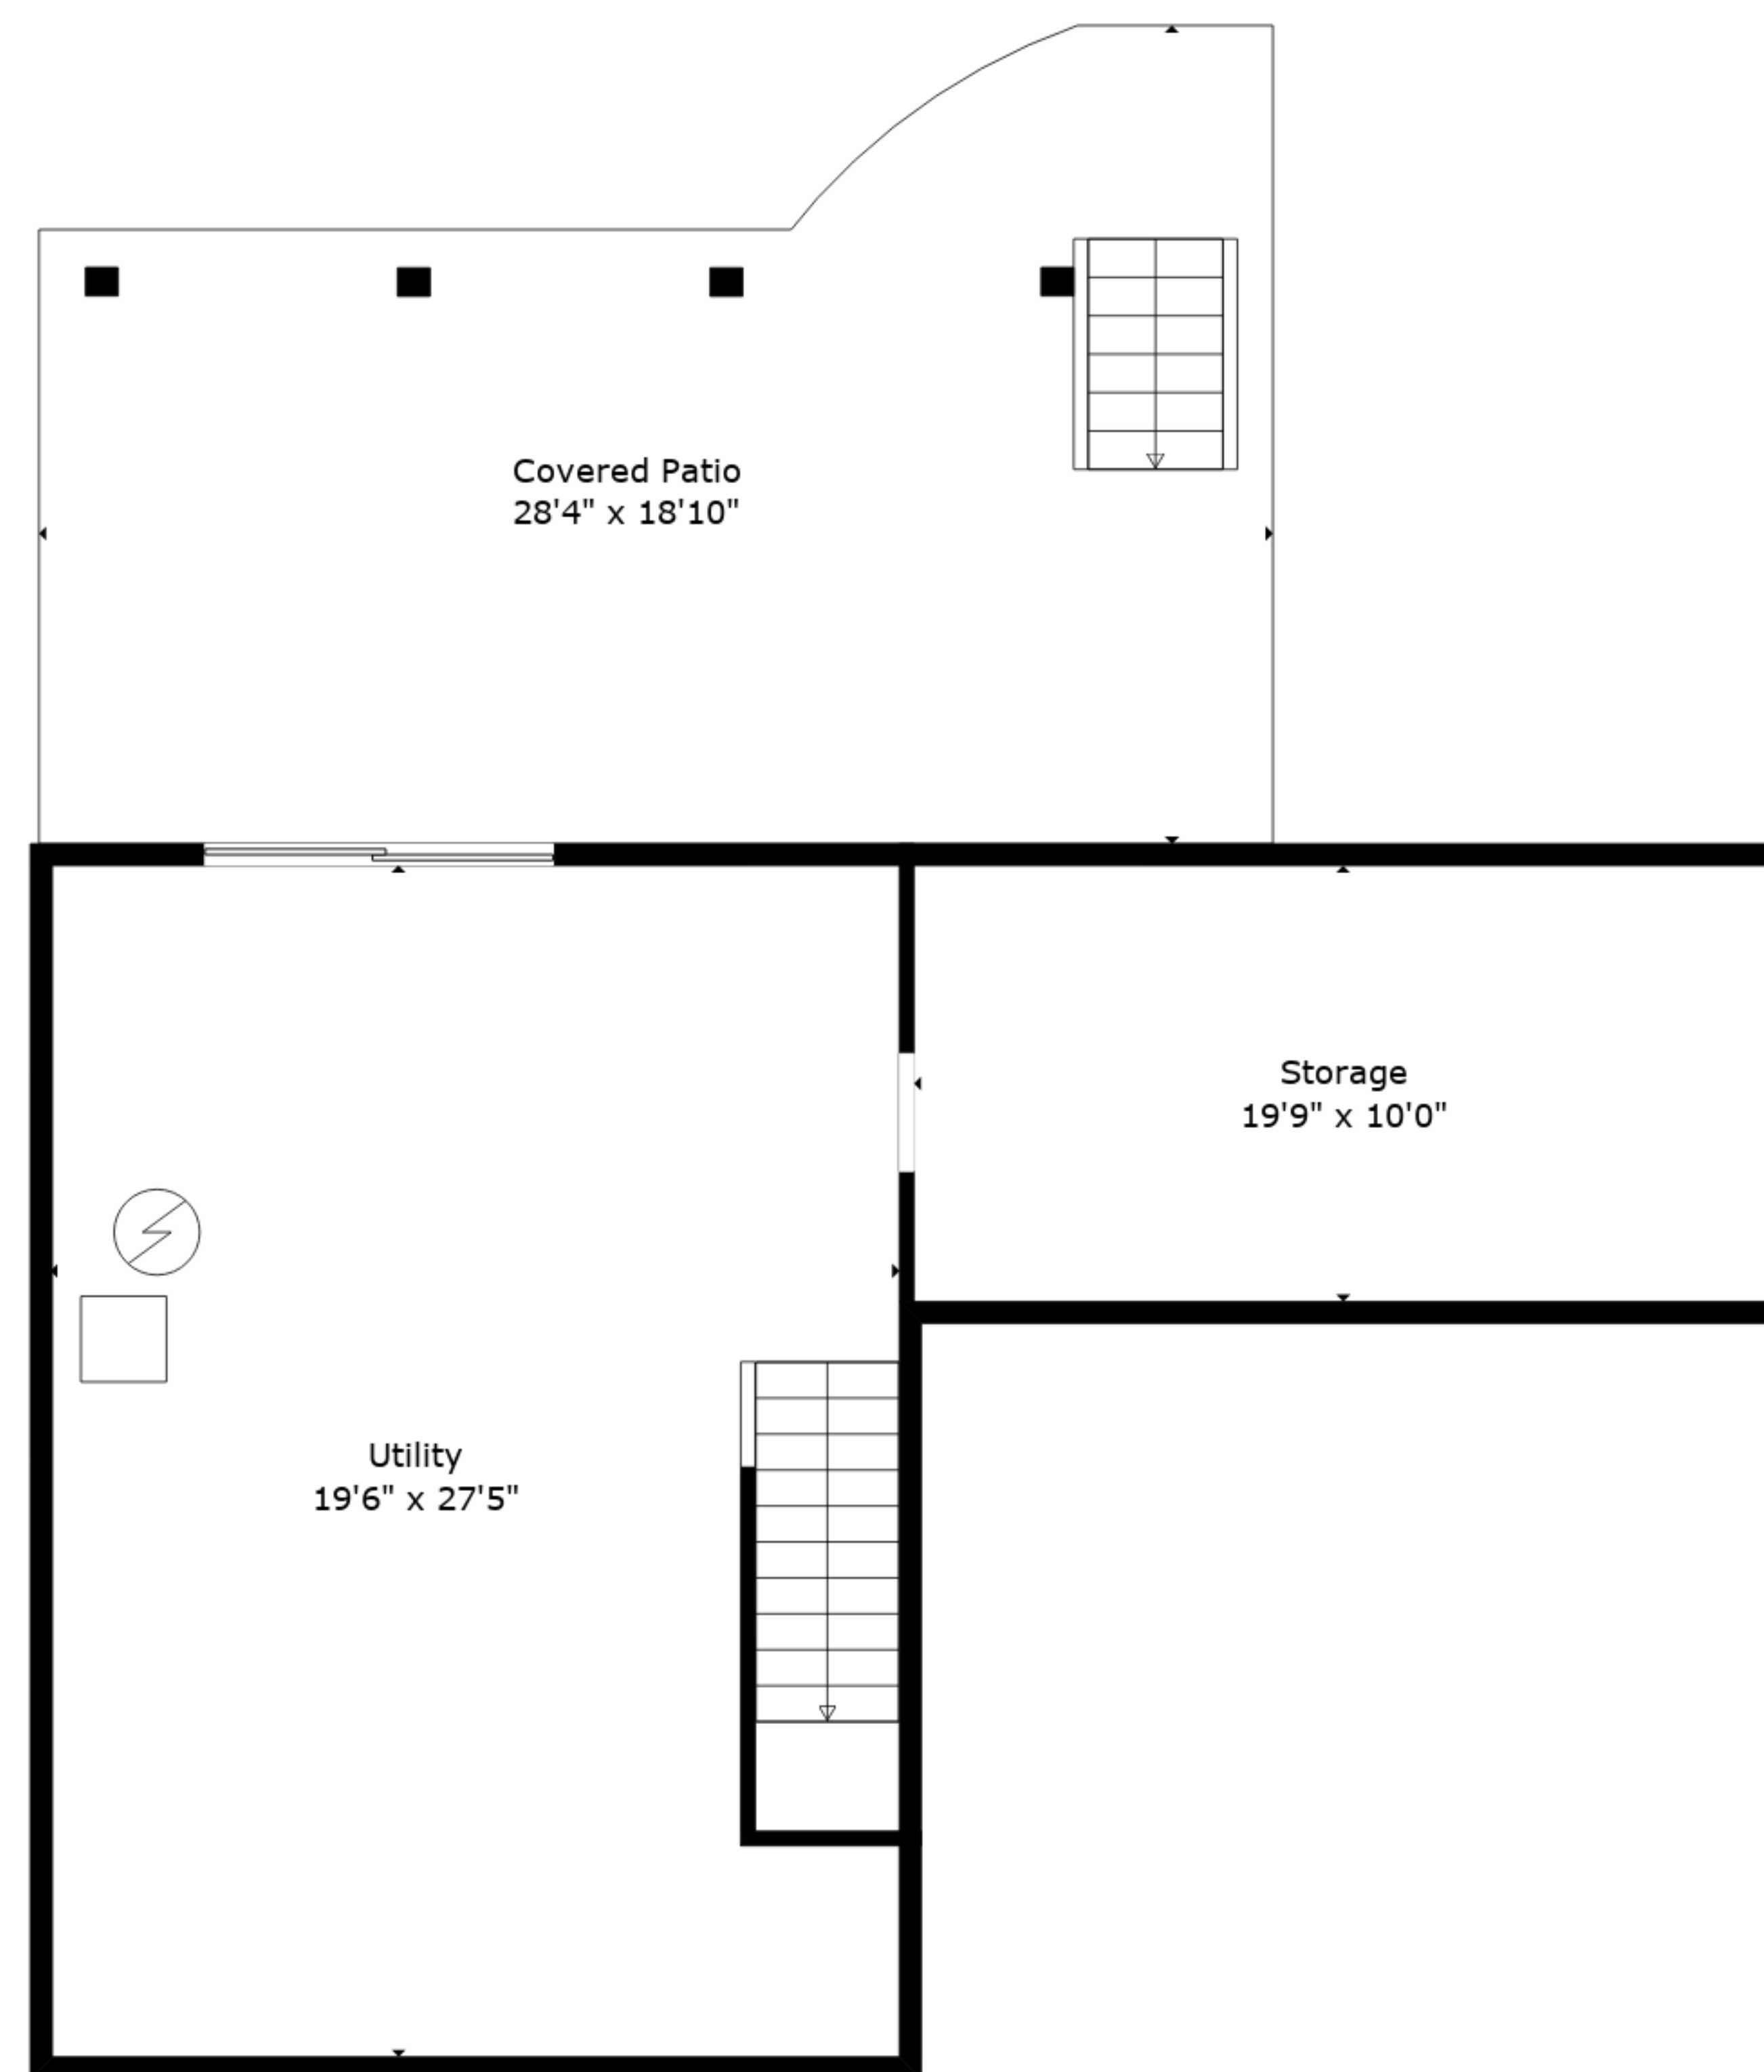 Covered Patio
28'4" x 18'10"
Storage
19'9" x 10'0"
Utility
19'6" x 27'5"